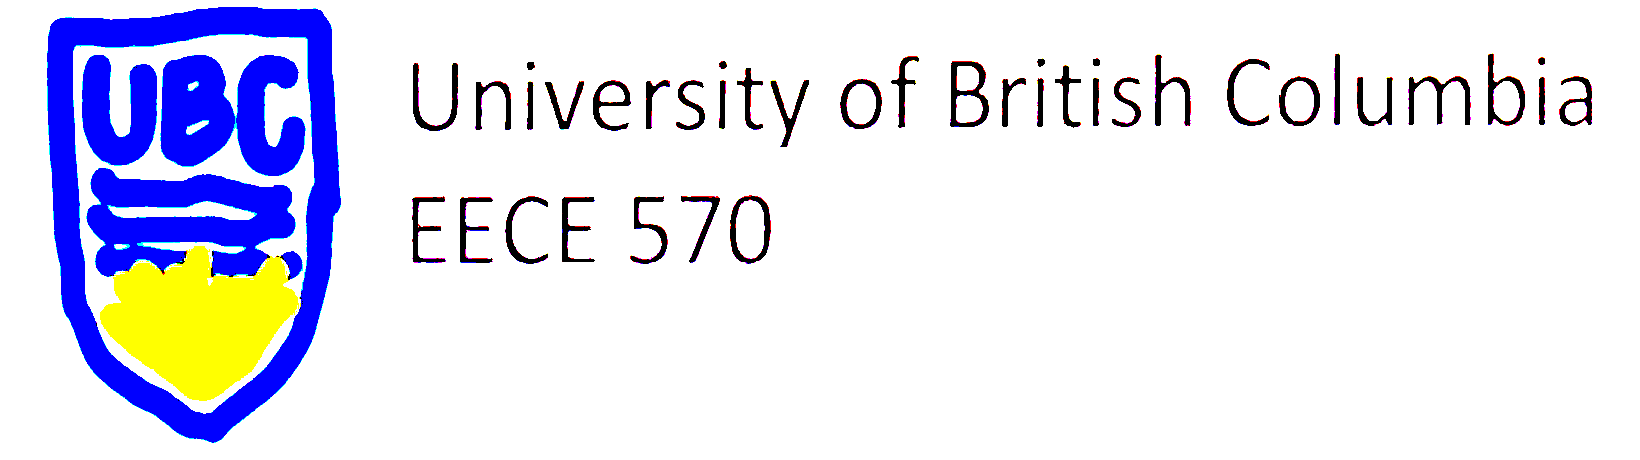 UBC
University of British Columbia
EECE 570